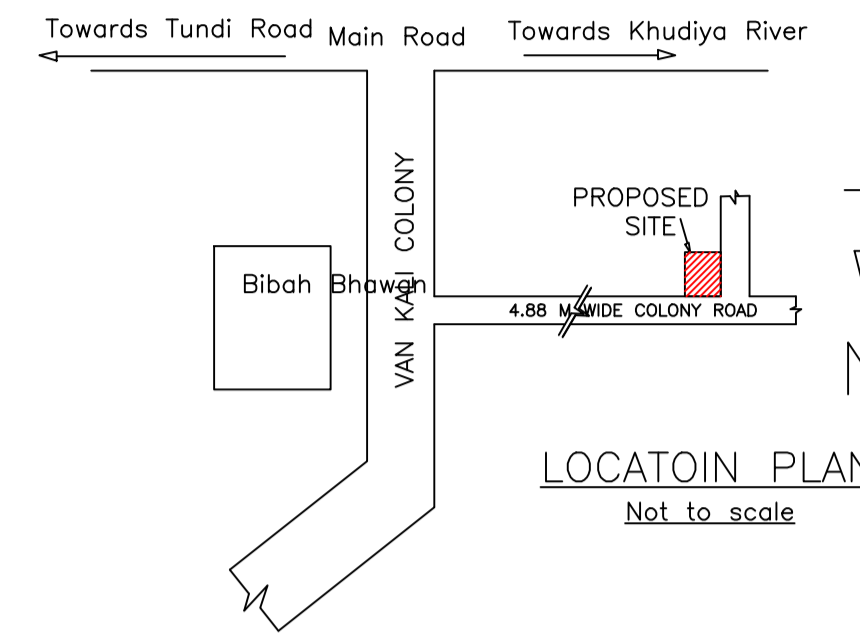 Towards Tundi Road
Main Road
Towards Khudiya River
VAN KALI COLONY
PROPOSED
SITE
Bibah Bhawan
4.88 M WIDE COLONY ROAD
N
LOCATOIN PLAN
Not to scale